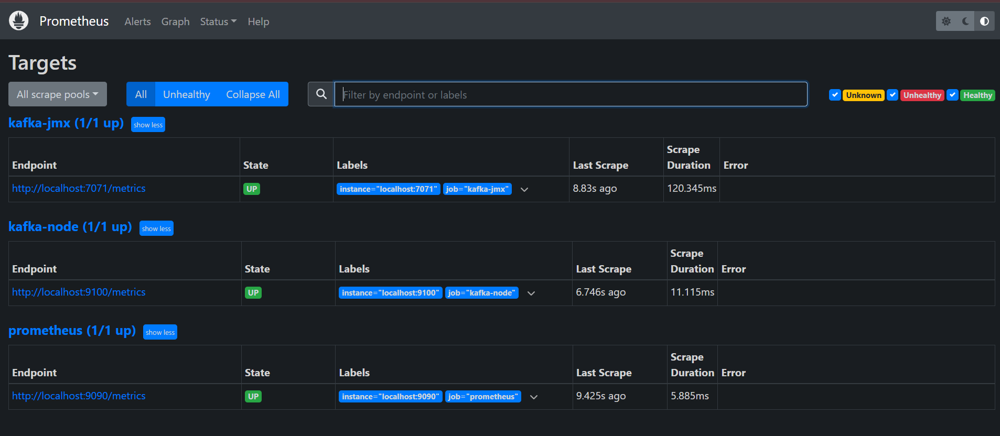 Prometheus Alerts Graph Status Help
Targets
All scrape pools All Unhealthy Collapse All Filter by endpoint or labels Unknown Unhealthy Healthy
kafka-jmx (1/1 up) show less
Endpoint State Labels Last Scrape Scrape Duration Error
http://localhost:7071/metrics UP instance="localhost:7071" job="kafka-jmx" 8.83s ago 120.345ms
kafka-node (1/1 up) show less
Endpoint State Labels Last Scrape Scrape Duration Error
http://localhost:9100/metrics UP instance="localhost:9100" job="kafka-node" 6.746s ago 11.115ms
prometheus (1/1 up) show less
Endpoint State Labels Last Scrape Scrape Duration Error
http://localhost:9090/metrics UP instance="localhost:9090" job="prometheus" 9.425s ago 5.885ms